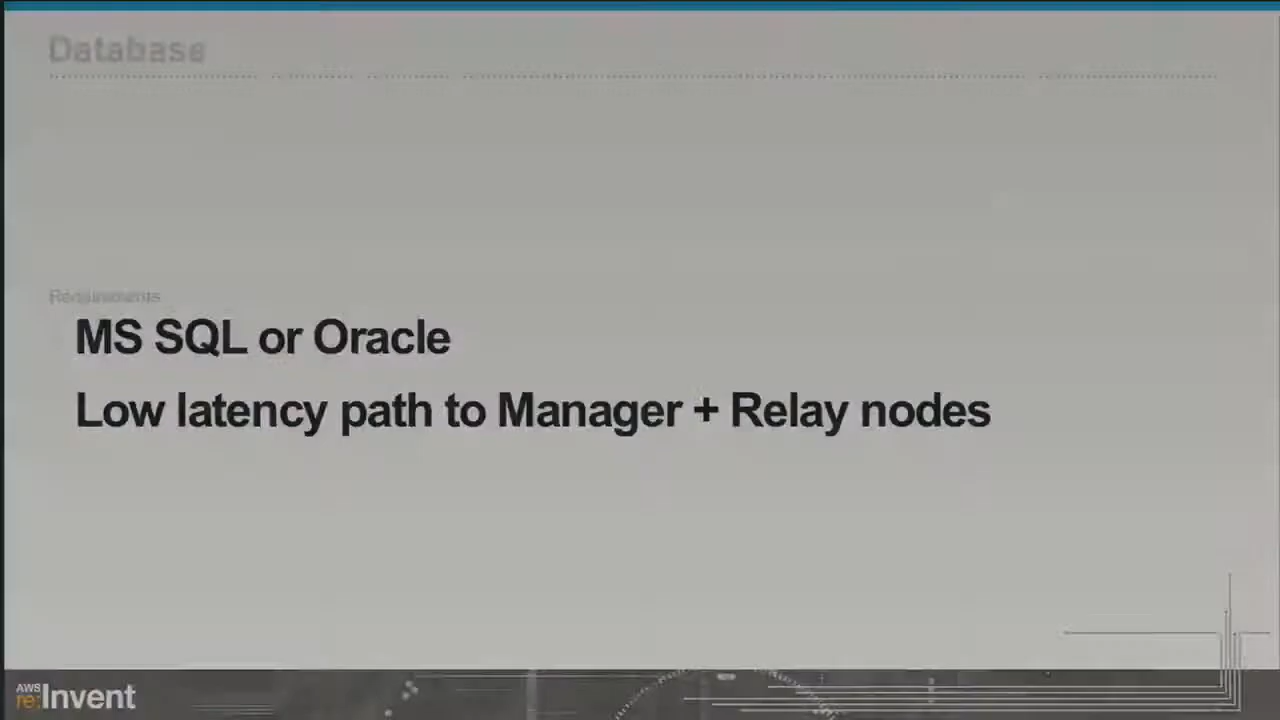 Database
Requirements
MS SQL or Oracle
Low latency path to Manager + Relay nodes
AWS
re:Invent